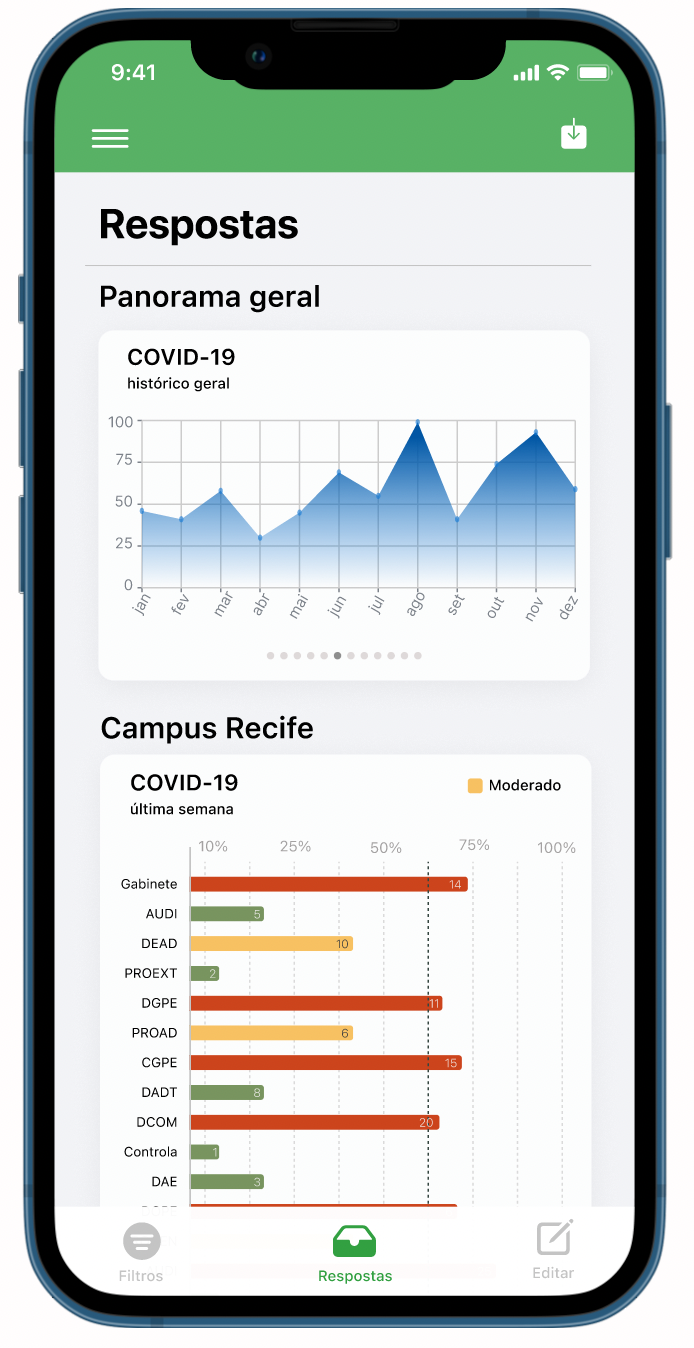 9:41
Respostas
Panorama geral
COVID-19
histórico geral
100
75
50
25
0
jan fev mar abr mai jun jul ago set out nov dez
Campus Recife
COVID-19
Moderado
última semana
10% 25% 50% 75% 100%
Gabinete 14
AUDI 5
DEAD 10
PROEXT 2
DGPE 11
PROAD 6
CGPE 15
DADT 8
DCOM 20
Controla 1
DAE 3
Filtros Respostas Editar